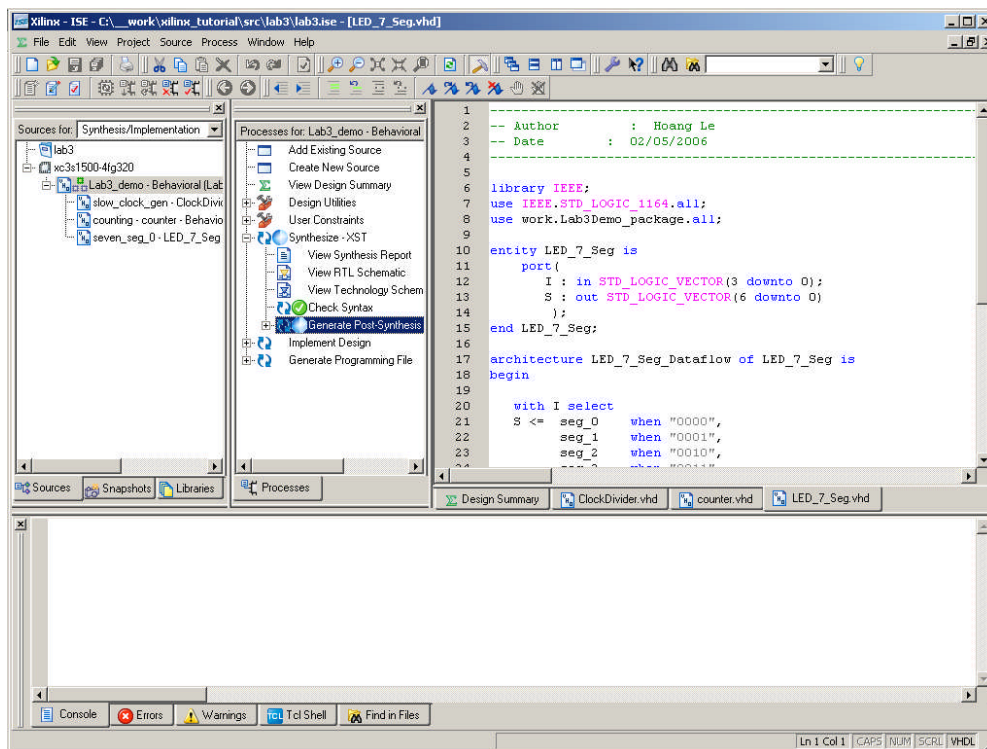 Xilinx - ISE - C:\__work\xilinx_tutorial\src\lab3\lab3.ise - [LED_7_Seg.vhd]
File Edit View Project Source Process Window Help
Sources for: Synthesis/Implementation
lab3
xc3s1500-4fg320
Lab3_demo - Behavioral (Lab
slow_clock_gen - ClockDivic
counting - counter - Behavio
seven_seg_0 - LED_7_Seg
Sources Snapshots Libraries
Processes for: Lab3_demo - Behavioral
Add Existing Source
Create New Source
View Design Summary
Design Utilities
User Constraints
Synthesize - XST
View Synthesis Report
View RTL Schematic
View Technology Schem
Check Syntax
Generate Post-Synthesis
Implement Design
Generate Programming File
Processes
1 ----------------------------------------------------------------
2 -- Author : Hoang Le
3 -- Date : 02/05/2006
4 ----------------------------------------------------------------
5
6 library IEEE;
7 use IEEE.STD_LOGIC_1164.all;
8 use work.Lab3Demo_package.all;
9
10 entity LED_7_Seg is
11 port(
12 I : in STD_LOGIC_VECTOR(3 downto 0);
13 S : out STD_LOGIC_VECTOR(6 downto 0)
14 );
15 end LED_7_Seg;
16
17 architecture LED_7_Seg_Dataflow of LED_7_Seg is
18 begin
19
20 with I select
21 S <= seg_0 when "0000",
22 seg_1 when "0001",
23 seg_2 when "0010",
24 seg_3 when "0011"
Design Summary ClockDivider.vhd counter.vhd LED_7_Seg.vhd
Console Errors Warnings Tcl Shell Find in Files
Ln 1 Col 1 CAPS NUM SCRL VHDL